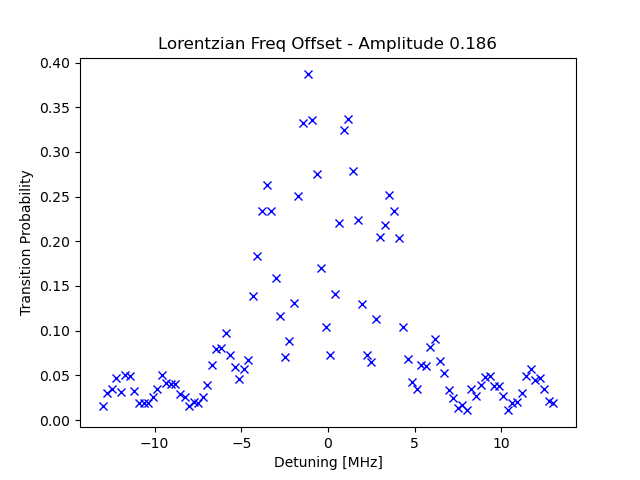 Lorentzian Freq Offset - Amplitude 0.186
0.40
0.35
0.30
0.25
0.20
0.15
0.10
0.05
0.00
Transition Probability
−10 −5 0 5 10
Detuning [MHz]